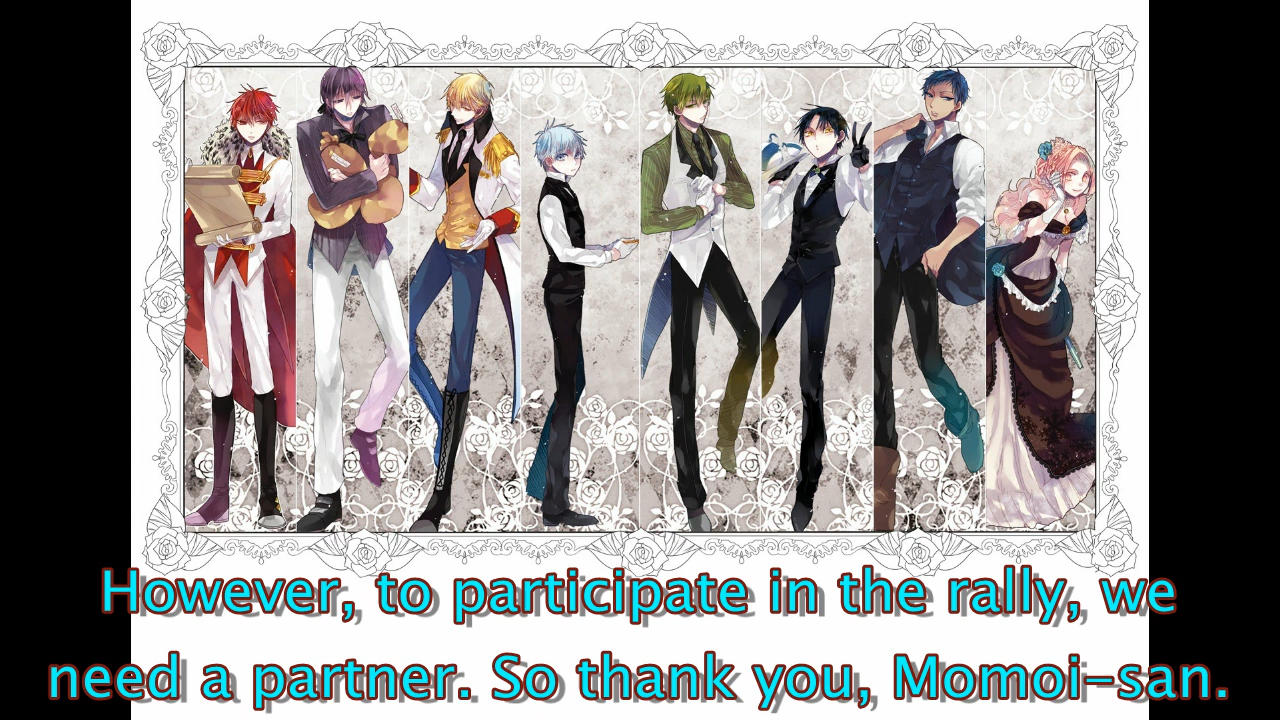 However, to participate in the rally, we
need a partner. So thank you, Momoi-san.